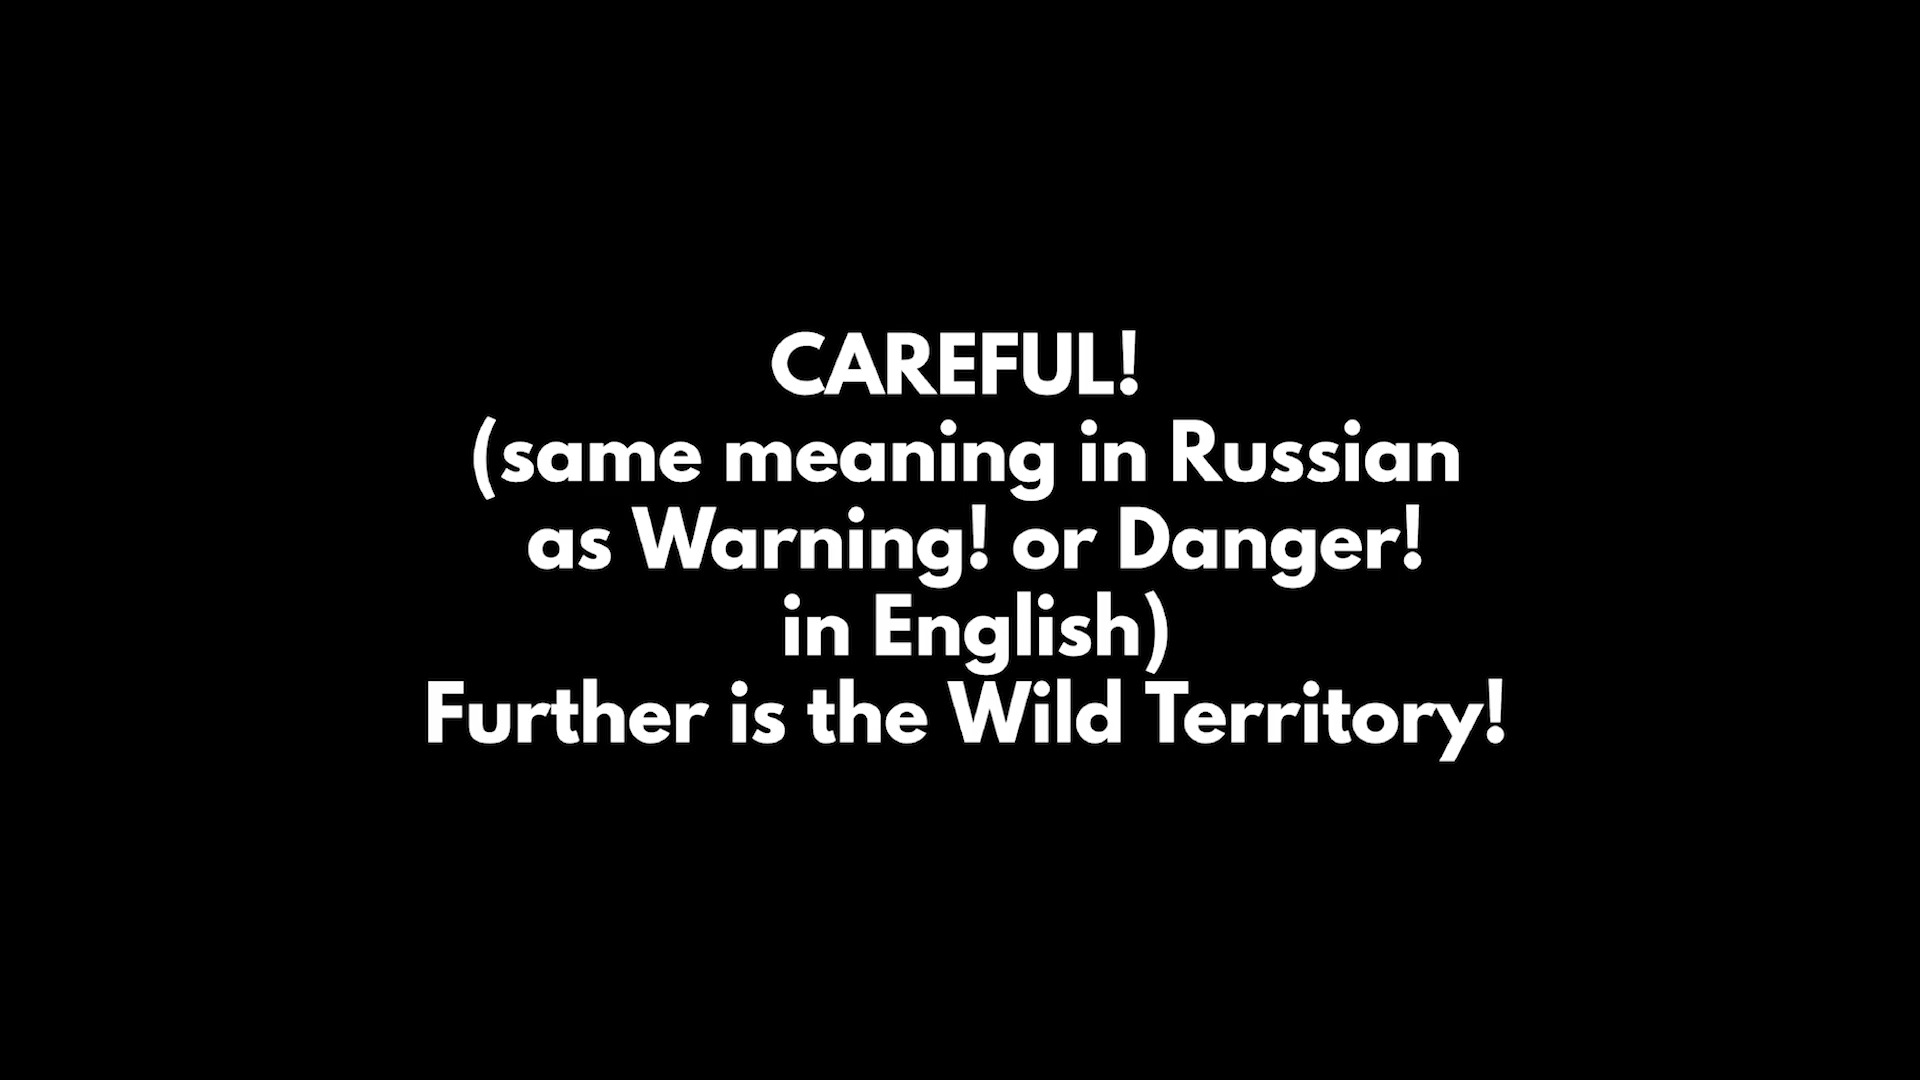 CAREFUL!
(same meaning in Russian
as Warning! or Danger!
in English)
Further is the Wild Territory!